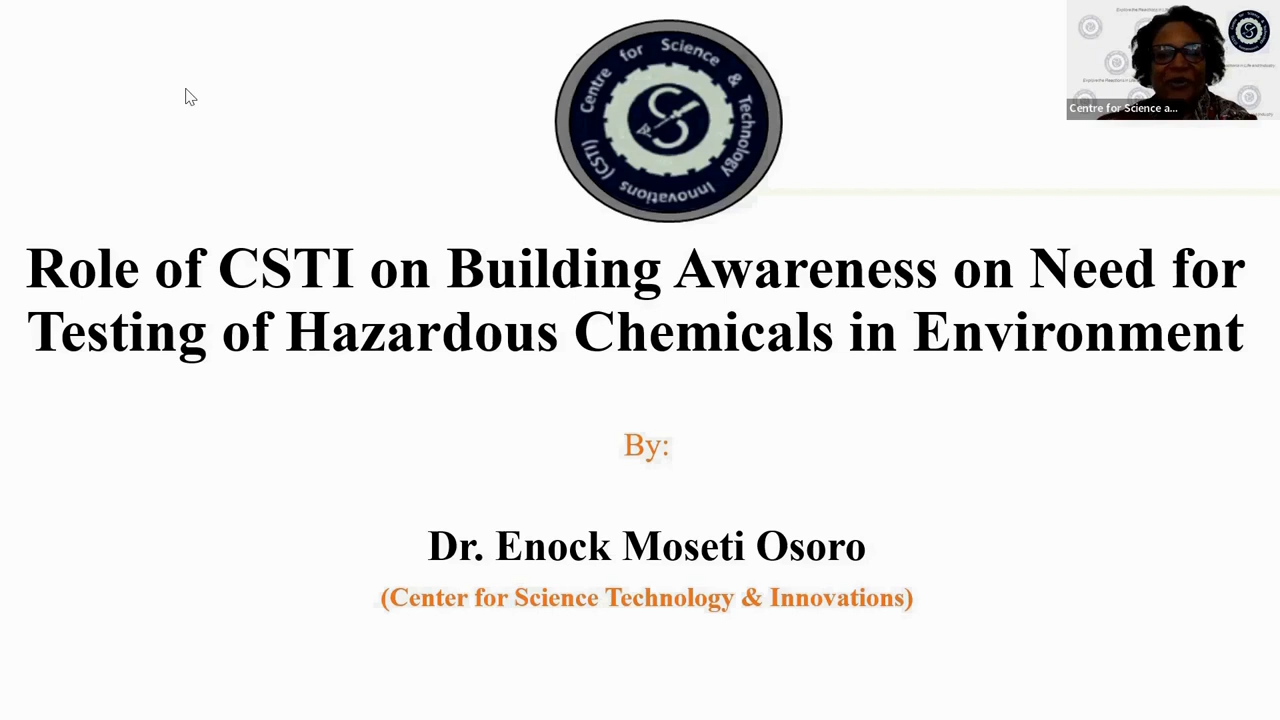 Centre for Science & Technology Innovations (CSTI)
Centre for Science a...
Role of CSTI on Building Awareness on Need for
Testing of Hazardous Chemicals in Environment
By:
Dr. Enock Moseti Osoro
(Center for Science Technology & Innovations)